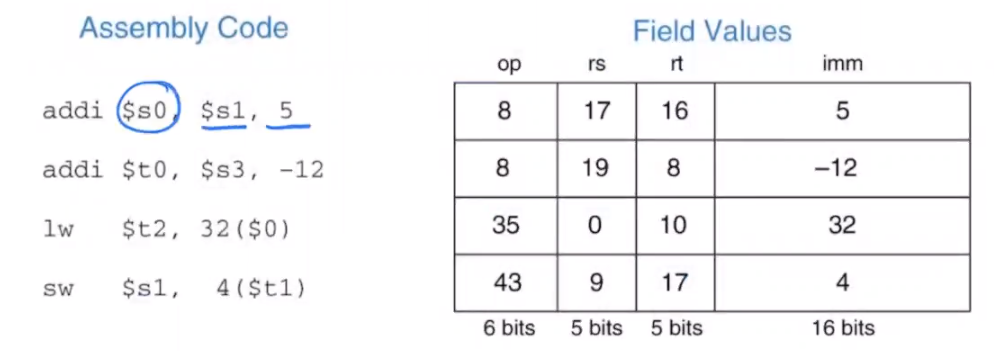 Assembly Code
addi $s0, $s1, 5
addi $t0, $s3, -12
lw $t2, 32($0)
sw $s1, 4($t1)
Field Values
op rs rt imm
8 17 16 5
8 19 8 –12
35 0 10 32
43 9 17 4
6 bits 5 bits 5 bits 16 bits